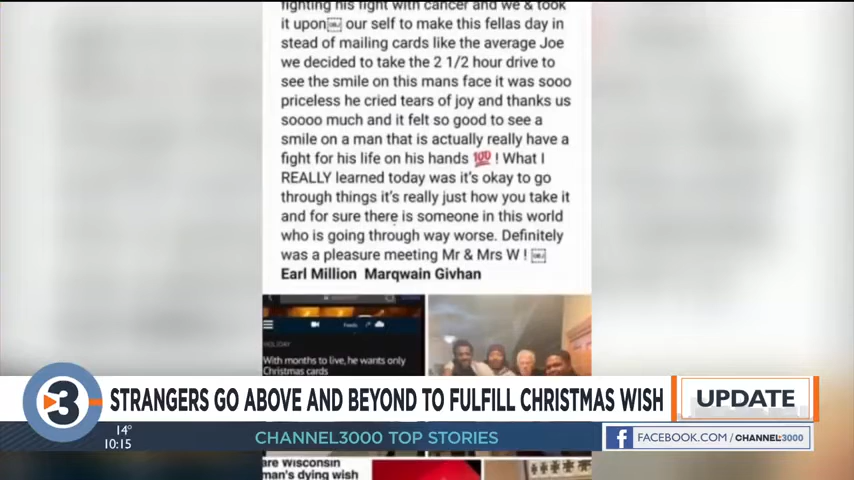 fighting his fight with cancer and we & took
it upon our self to make this fellas day in
stead of mailing cards like the average Joe
we decided to take the 2 1/2 hour drive to
see the smile on this mans face it was sooo
priceless he cried tears of joy and thanks us
soooo much and it felt so good to see a
smile on a man that is actually really have a
fight for his life on his hands 💯 ! What I
REALLY learned today was it's okay to go
through things it's really just how you take it
and for sure there is someone in this world
who is going through way worse. Definitely
was a pleasure meeting Mr & Mrs W !
Earl Million Marqwain Givhan
HOLIDAY
With months to live, he wants only
Christmas cards
3
STRANGERS GO ABOVE AND BEYOND TO FULFILL CHRISTMAS WISH
UPDATE
14°
10:15
CHANNEL3000 TOP STORIES
FACEBOOK.COM / CHANNEL3000
are Wisconsin
man's dying wish